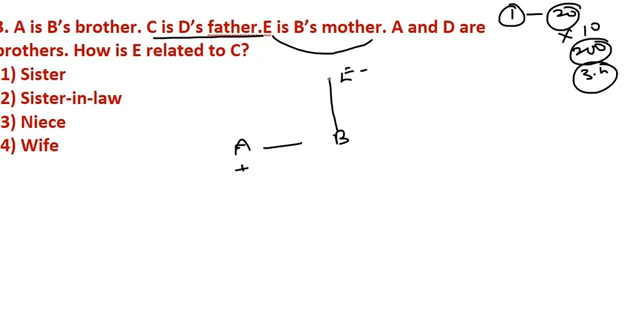 3. A is B's brother. C is D's father.E is B's mother. A and D are
brothers. How is E related to C?
1) Sister
2) Sister-in-law
3) Niece
4) Wife
E -
A — B
+
1 — 20
x 10
200